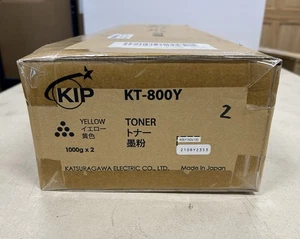 KIP
KT-800Y
2
YELLOW
イエロー
黄色
TONER
トナー
墨粉
1000g x 2
KATSURAGAWA ELECTRIC CO., LTD.
Made in Japan